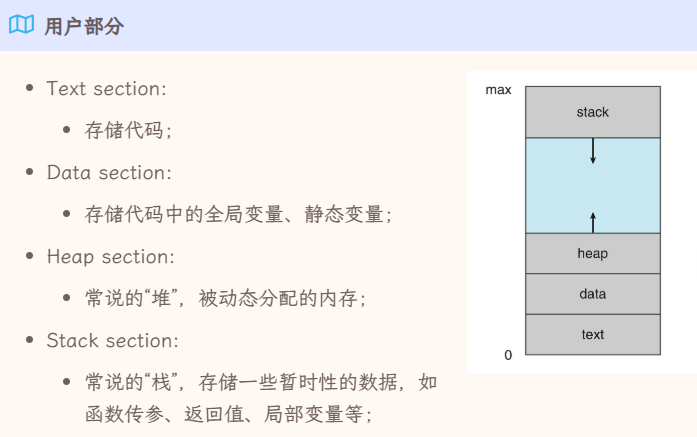 用户部分
Text section:
存储代码；
Data section:
存储代码中的全局变量、静态变量；
Heap section:
常说的“堆”，被动态分配的内存；
Stack section:
常说的“栈”，存储一些暂时性的数据，如
函数传参、返回值、局部变量等；
max
stack
heap
data
text
0